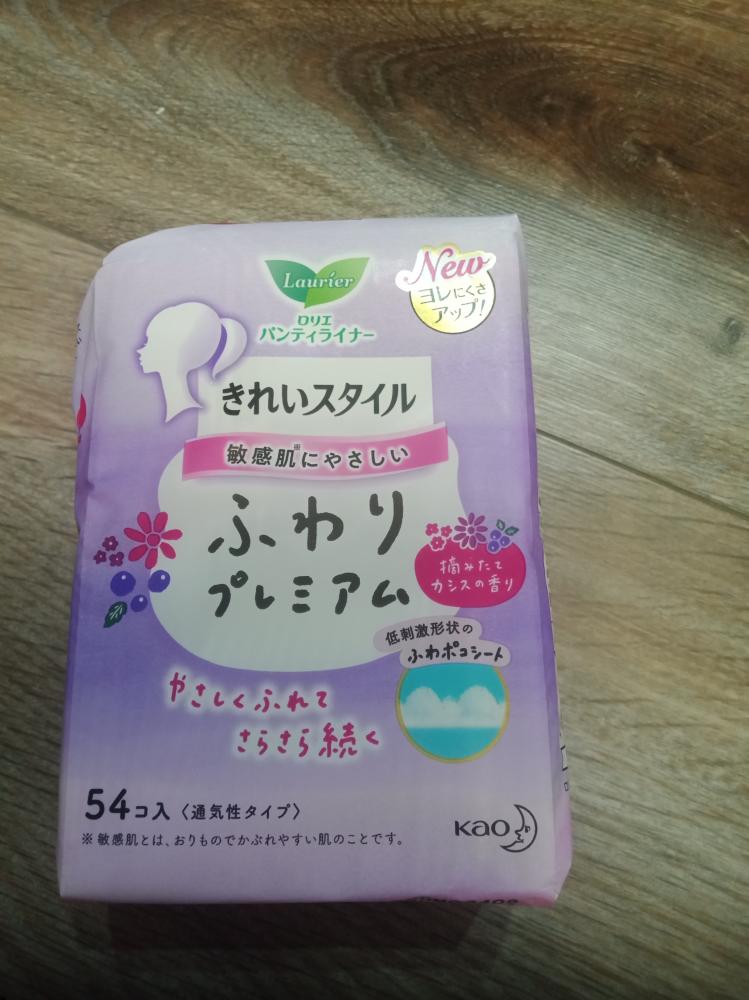 Laurier
ロリエ
パンティライナー
New
ヨレにくさ
アップ!
きれいスタイル
敏感肌※にやさしい
ふわり
プレミアム
摘みたて
カシスの香り
低刺激形状の
ふわポコシート
やさしくふれて
さらさら続く
54コ入〈通気性タイプ〉
※敏感肌とは、おりものでかぶれやすい肌のことです。
Kao